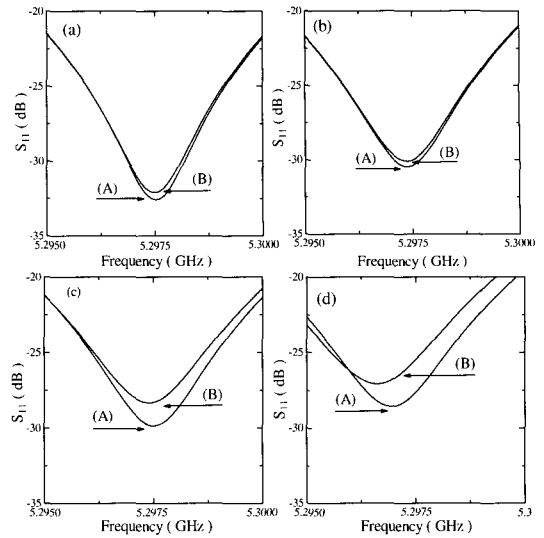 -20
(a)
-25
S11 ( dB )
-30
(A)
(B)
-35
5.2950
5.2975
5.3000
Frequency ( GHz )
-20
(b)
-25
S11 ( dB )
-30
(A)
(B)
-35
5.2950
5.2975
5.3000
Frequency ( GHz )
-20
(c)
-25
S11 ( dB )
(B)
(A)
-30
-35
5.2950
5.2975
5.3000
Frequency ( GHz )
-20
(d)
-25
S11 ( dB )
(B)
(A)
-30
-35
5.2950
5.2975
5.3
Frequency ( GHz )